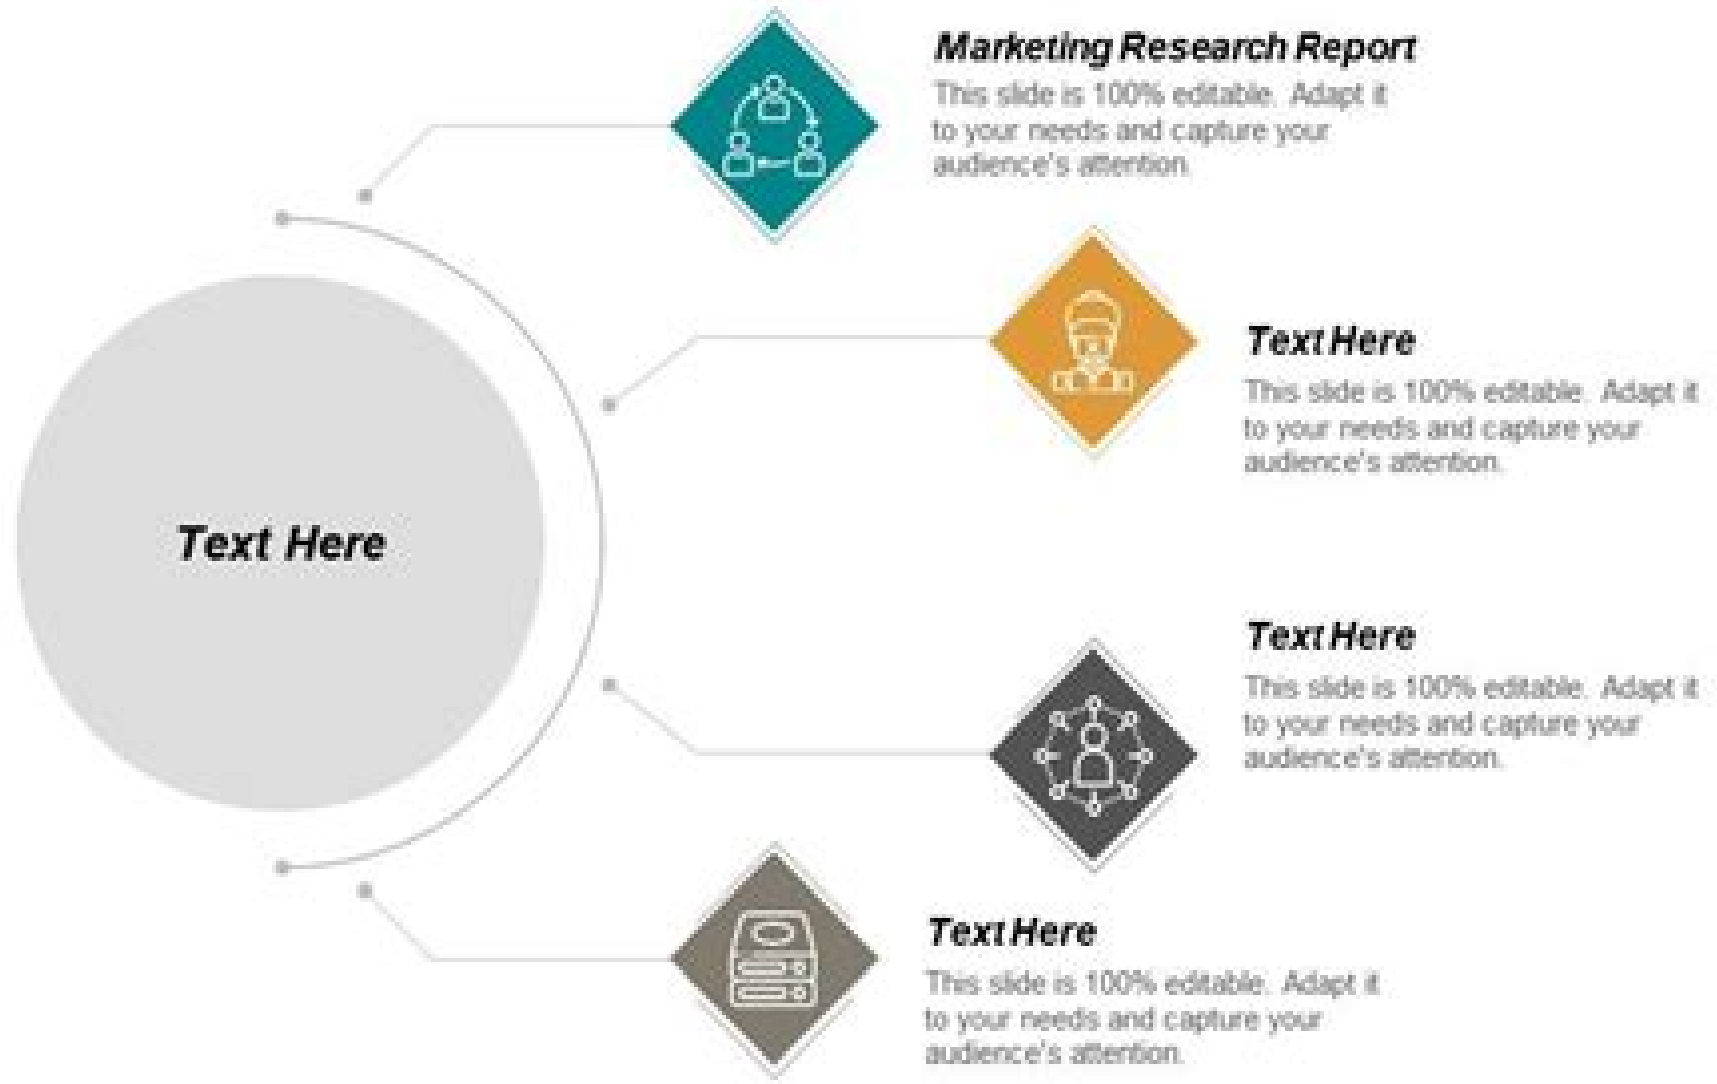 Marketing Research Report
This slide is 100% editable. Adapt it
to your needs and capture your
audience's attention.
Text Here
This slide is 100% editable. Adapt it
to your needs and capture your
audience's attention.
Text Here
Text Here
This slide is 100% editable. Adapt it
to your needs and capture your
audience's attention.
Text Here
This slide is 100% editable. Adapt it
to your needs and capture your
audience's attention.